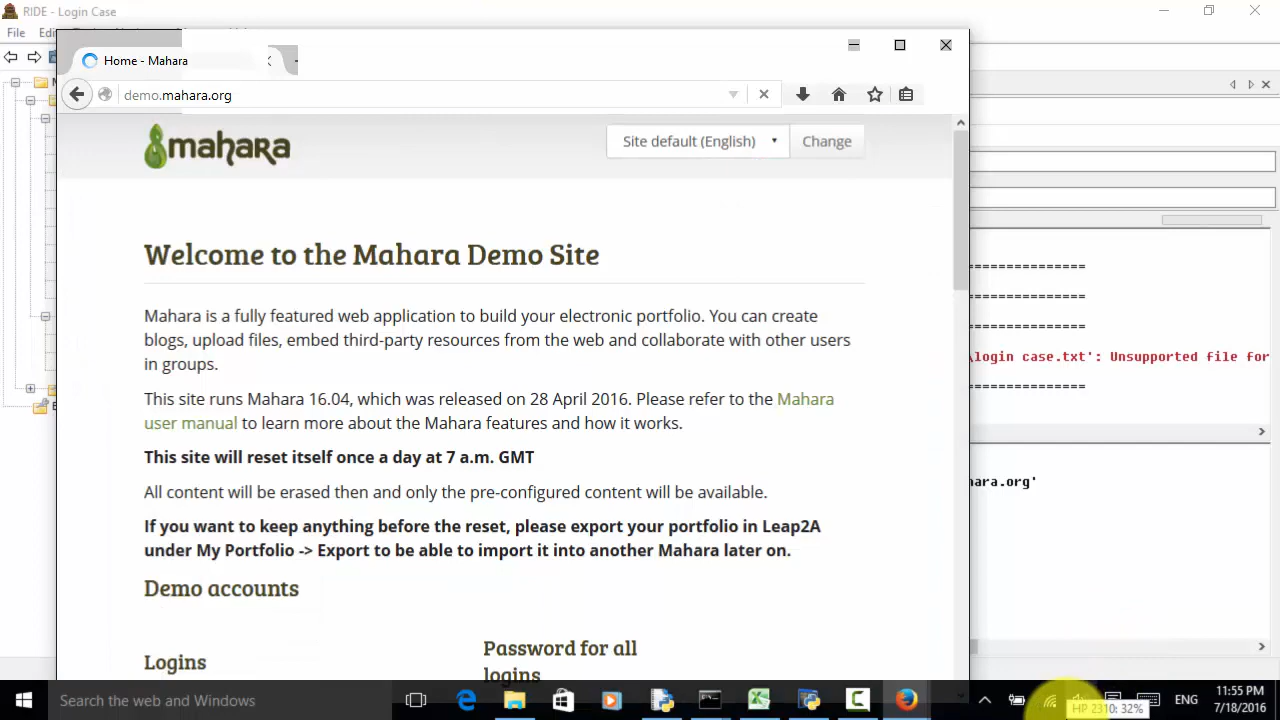 RIDE - Login Case
File
Home - Mahara
demo.mahara.org
mahara
Site default (English)
Change
Welcome to the Mahara Demo Site
Mahara is a fully featured web application to build your electronic portfolio. You can create
blogs, upload files, embed third-party resources from the web and collaborate with other users
in groups.
This site runs Mahara 16.04, which was released on 28 April 2016. Please refer to the Mahara
user manual to learn more about the Mahara features and how it works.
This site will reset itself once a day at 7 a.m. GMT
All content will be erased then and only the pre-configured content will be available.
If you want to keep anything before the reset, please export your portfolio in Leap2A
under My Portfolio -> Export to be able to import it into another Mahara later on.
Demo accounts
Password for all
logins
Logins
==============
==============
==============
\login case.txt': Unsupported file for
==============
hara.org'
Search the web and Windows
HP 2310: 32%
ENG
11:55 PM
7/18/2016